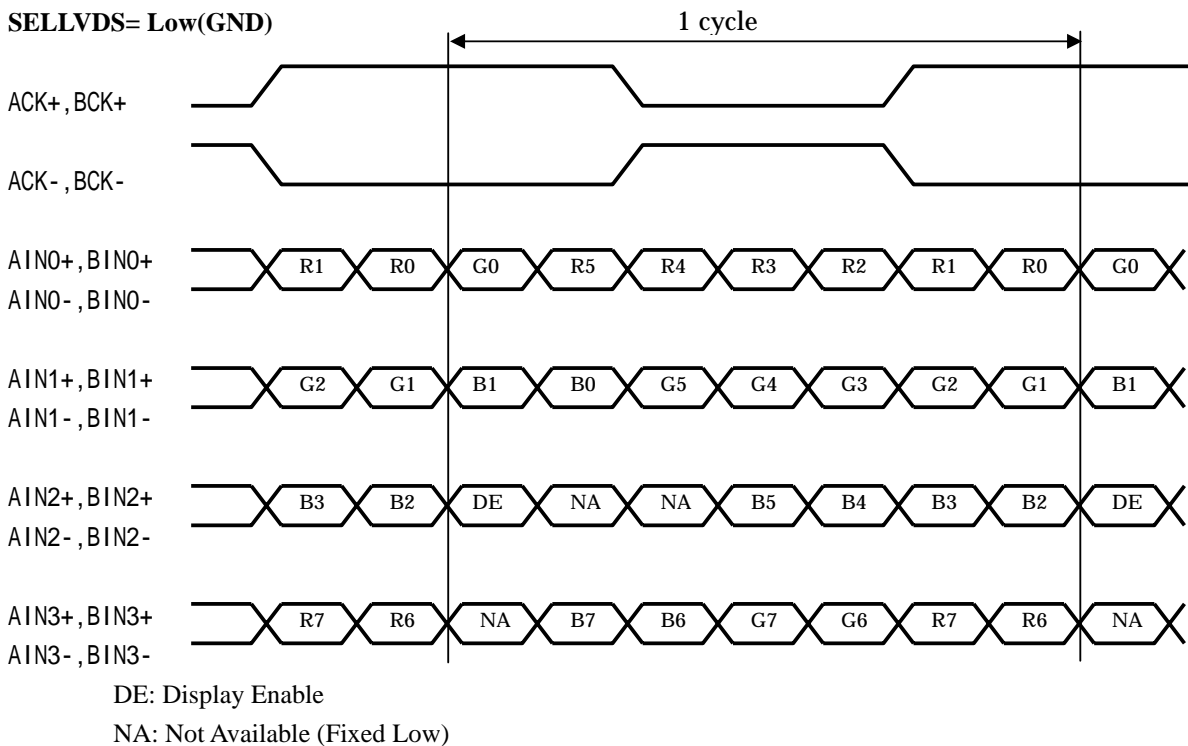 SELLVDS= Low(GND)
1 cycle
ACK+,BCK+
ACK-,BCK-
AIN0+,BIN0+ R1 R0 G0 R5 R4 R3 R2 R1 R0 G0
AIN0-,BIN0-
AIN1+,BIN1+ G2 G1 B1 B0 G5 G4 G3 G2 G1 B1
AIN1-,BIN1-
AIN2+,BIN2+ B3 B2 DE NA NA B5 B4 B3 B2 DE
AIN2-,BIN2-
AIN3+,BIN3+ R7 R6 NA B7 B6 G7 G6 R7 R6 NA
AIN3-,BIN3-
DE: Display Enable
NA: Not Available (Fixed Low)